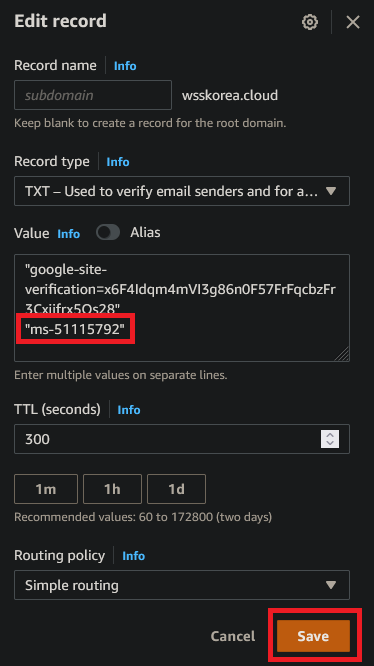 Edit record
Record name Info
subdomain wsskorea.cloud
Keep blank to create a record for the root domain.
Record type Info
TXT – Used to verify email senders and for a...
Value Info Alias
"google-site-
verification=x6F4Idqm4mVI3g86n0F57FrFqcbzFr
3Cxjifrx5Os28"
"ms-51115792"
Enter multiple values on separate lines.
TTL (seconds) Info
300
1m 1h 1d
Recommended values: 60 to 172800 (two days)
Routing policy Info
Simple routing
Cancel Save